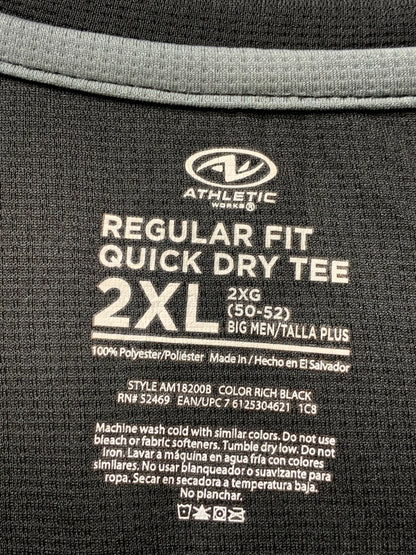 ATHLETIC
WORKS®
REGULAR FIT
QUICK DRY TEE
2XL 2XG
(50-52)
BIG MEN/TALLA PLUS
100% Polyester/Poliéster Made in / Hecho en El Salvador
STYLE AM18200B COLOR RICH BLACK
RN# 52469 EAN/UPC 7 6125304621 1C8
Machine wash cold with similar colors. Do not use
bleach or fabric softeners. Tumble dry low. Do not
Iron. Lavar a máquina en agua fría con colores
similares. No usar blanqueador o suavizante para
ropa. Secar en secadora a temperatura baja.
No planchar.